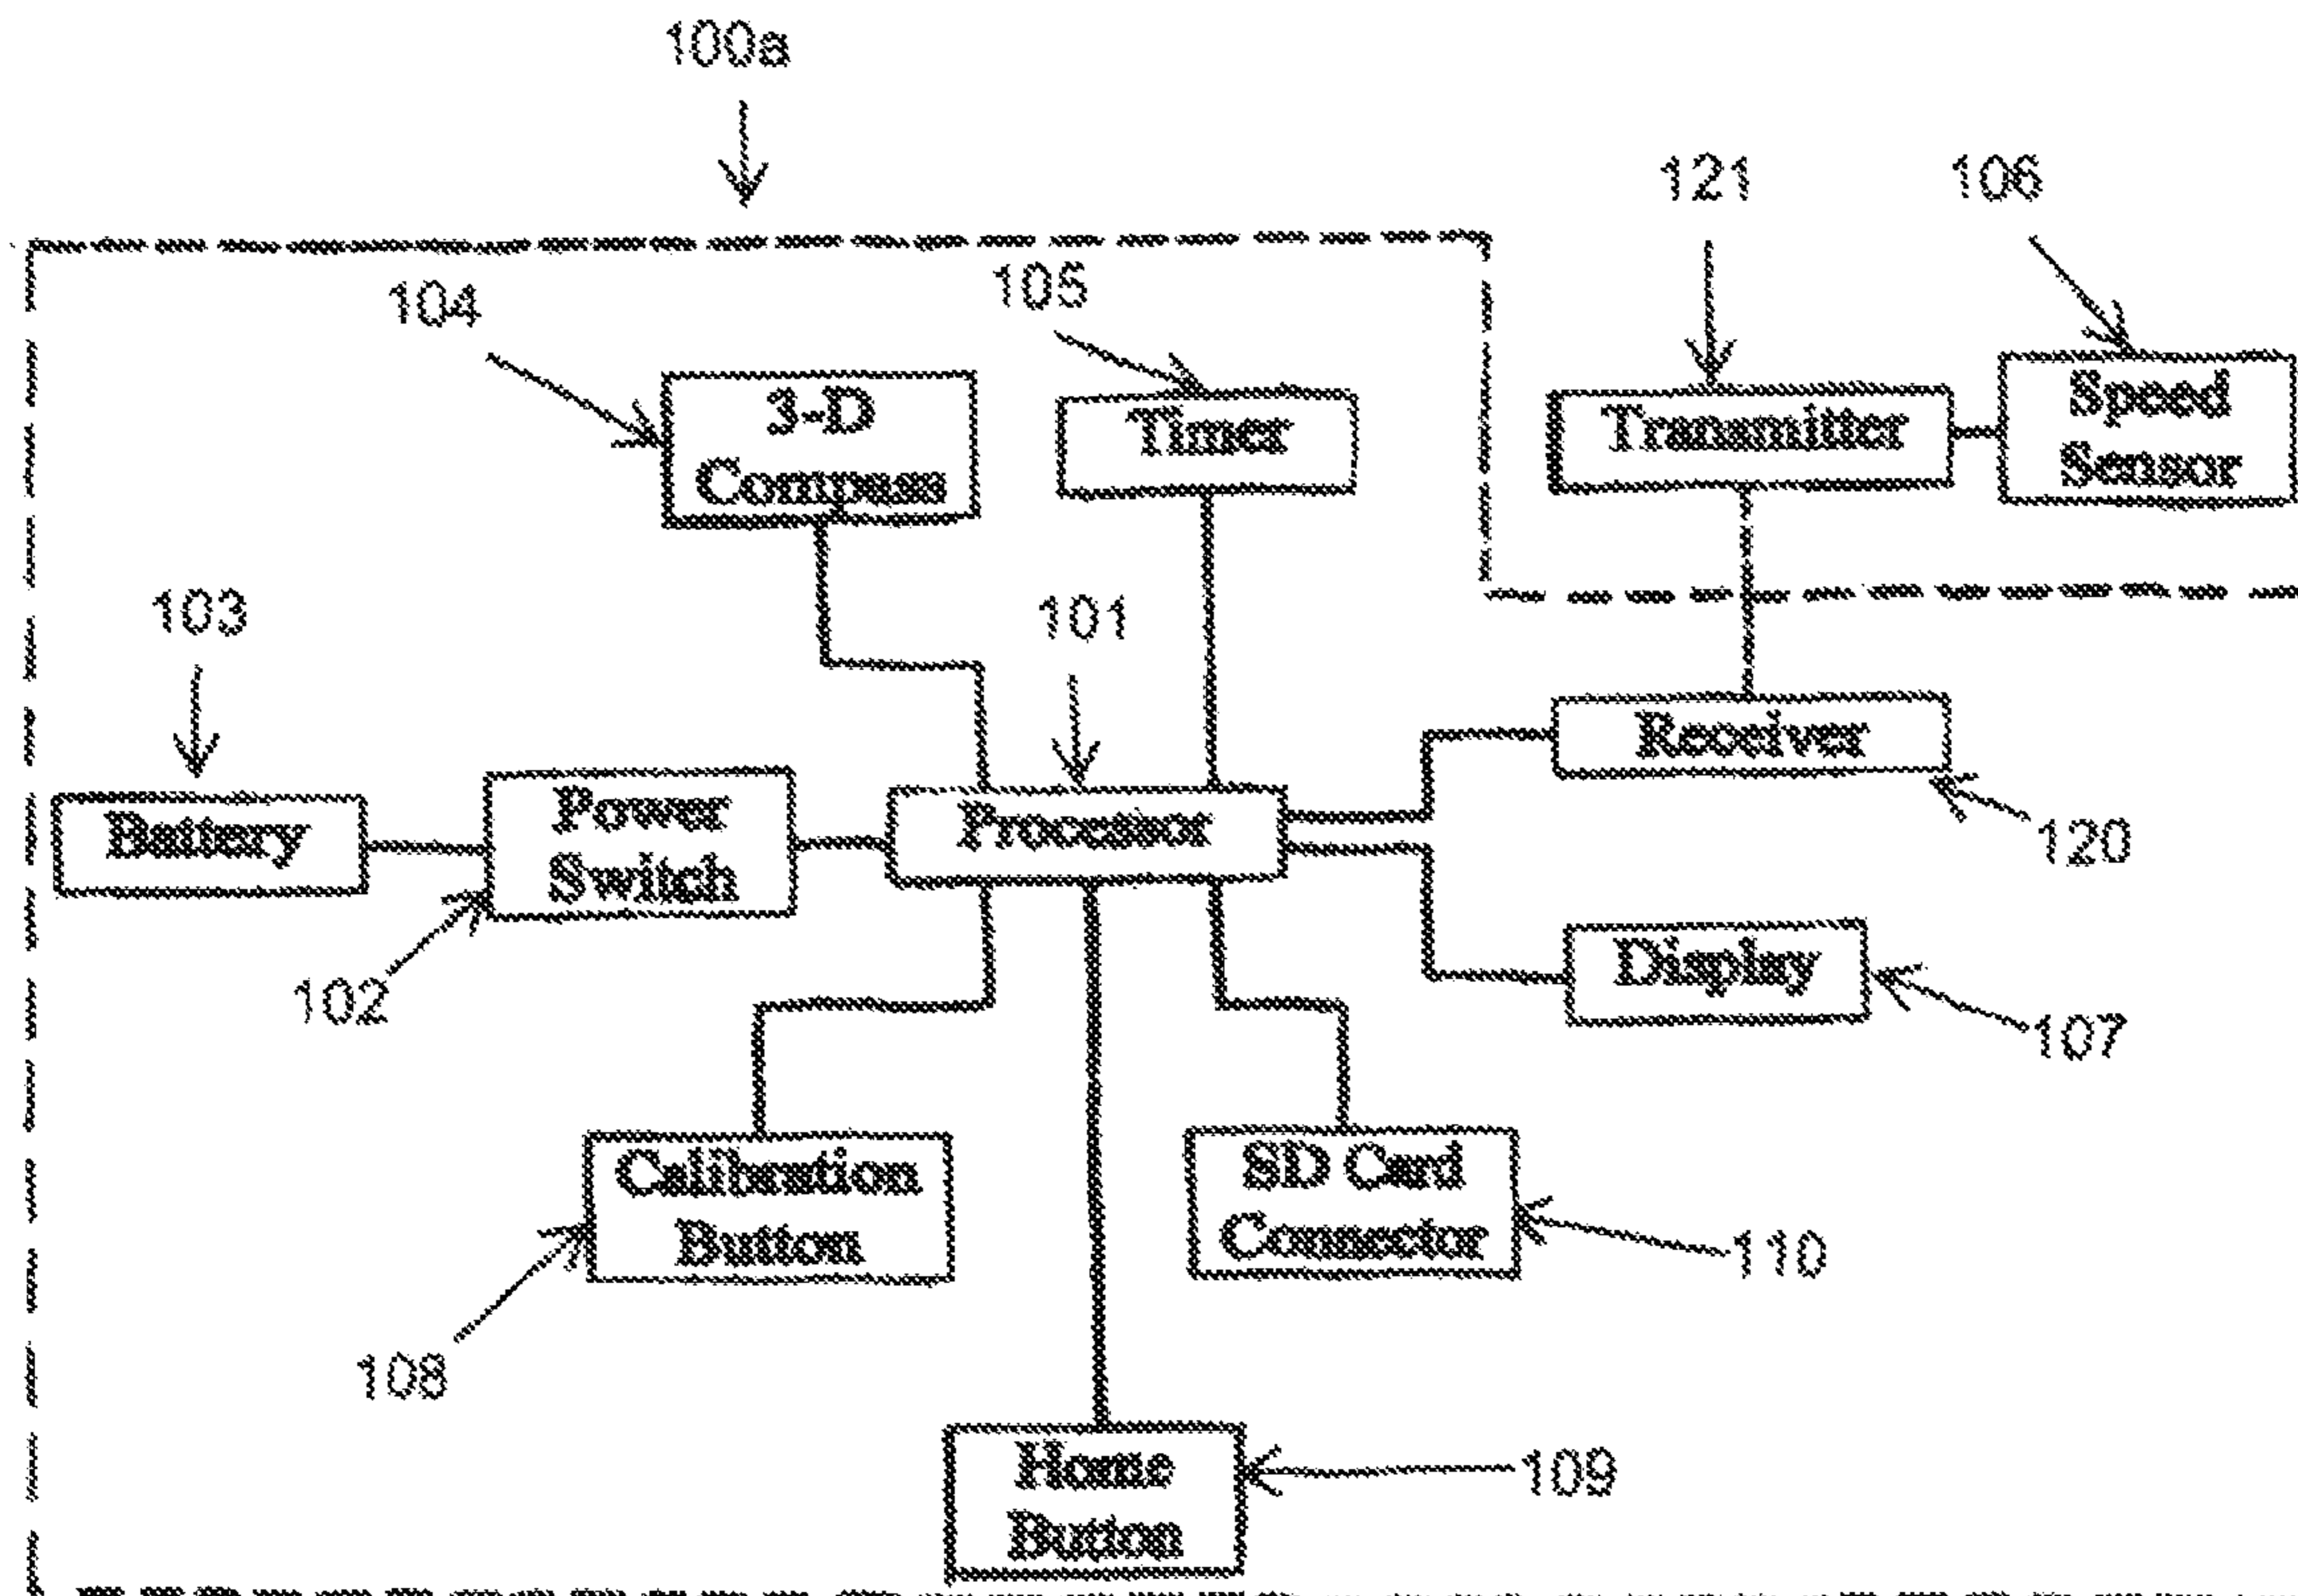 100a
121
106
104
105
3-D
Compass
Timer
Transmitter
Speed
Sensor
103
101
Battery
Power
Switch
Processor
Receiver
120
102
Display
107
Calibration
Button
SD Card
Connector
110
108
Home
Button
109